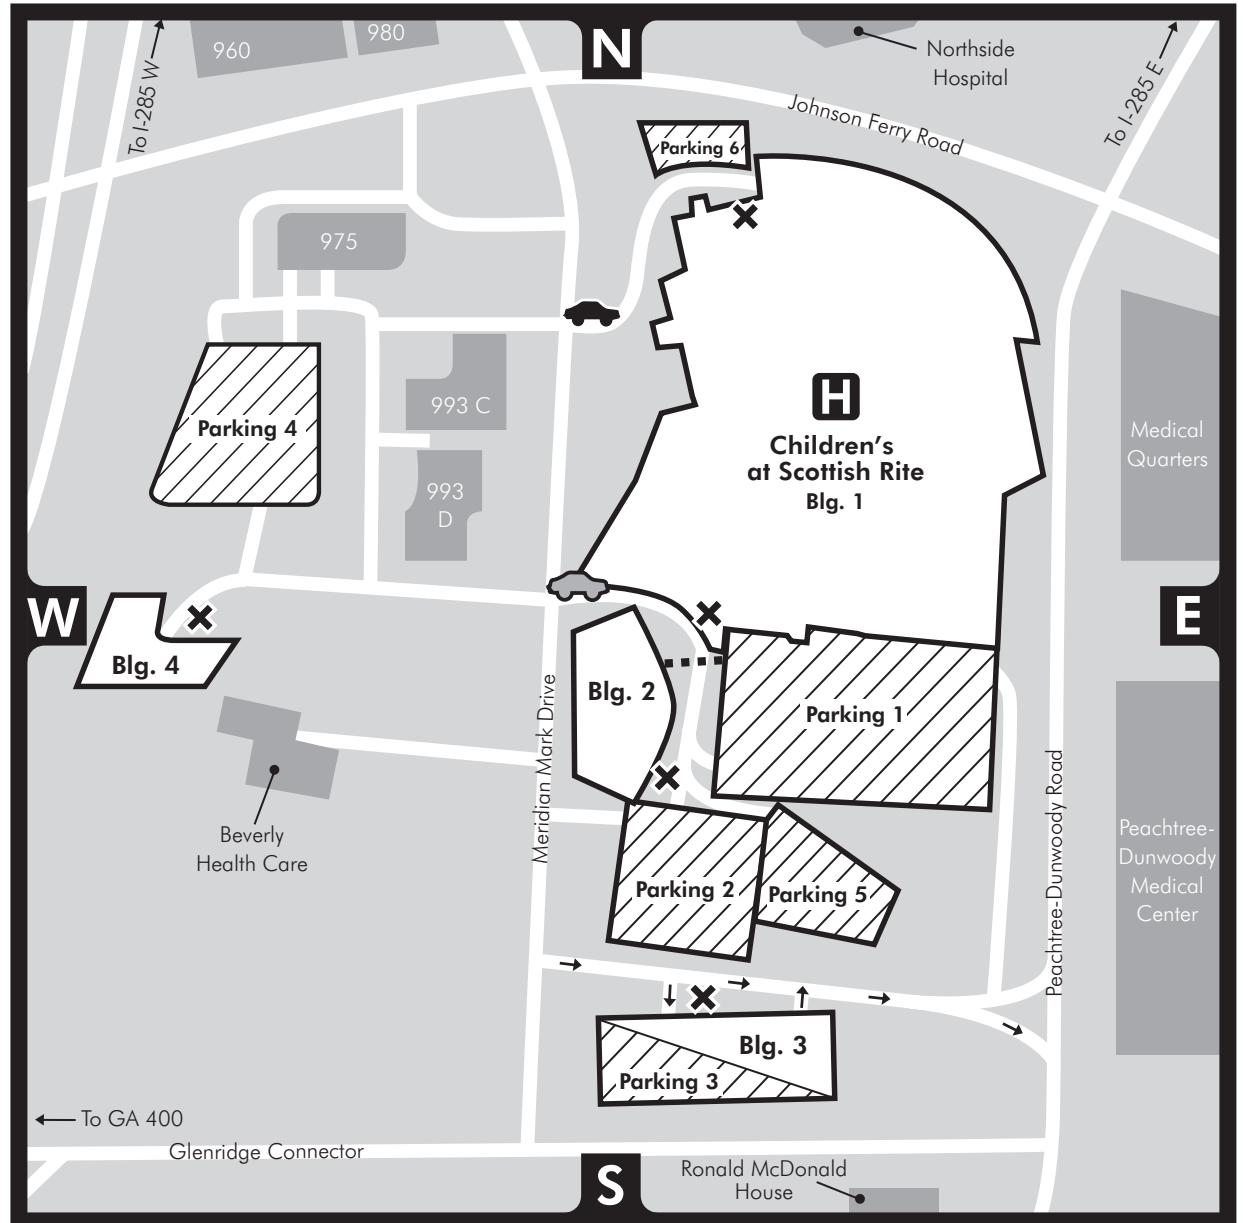 N
960
980
To I-285 W
Northside
Hospital
To I-285 E
Johnson Ferry Road
Parking 6
975
Parking 4
993 C
993
D
H
Children's
at Scottish Rite
Blg. 1
Medical
Quarters
W
E
Blg. 4
Blg. 2
Parking 1
Meridian Mark Drive
Beverly
Health Care
Peachtree-Dunwoody Road
Peachtree-
Dunwoody
Medical
Center
Parking 2
Parking 5
Blg. 3
Parking 3
To GA 400
Glenridge Connector
S
Ronald McDonald
House